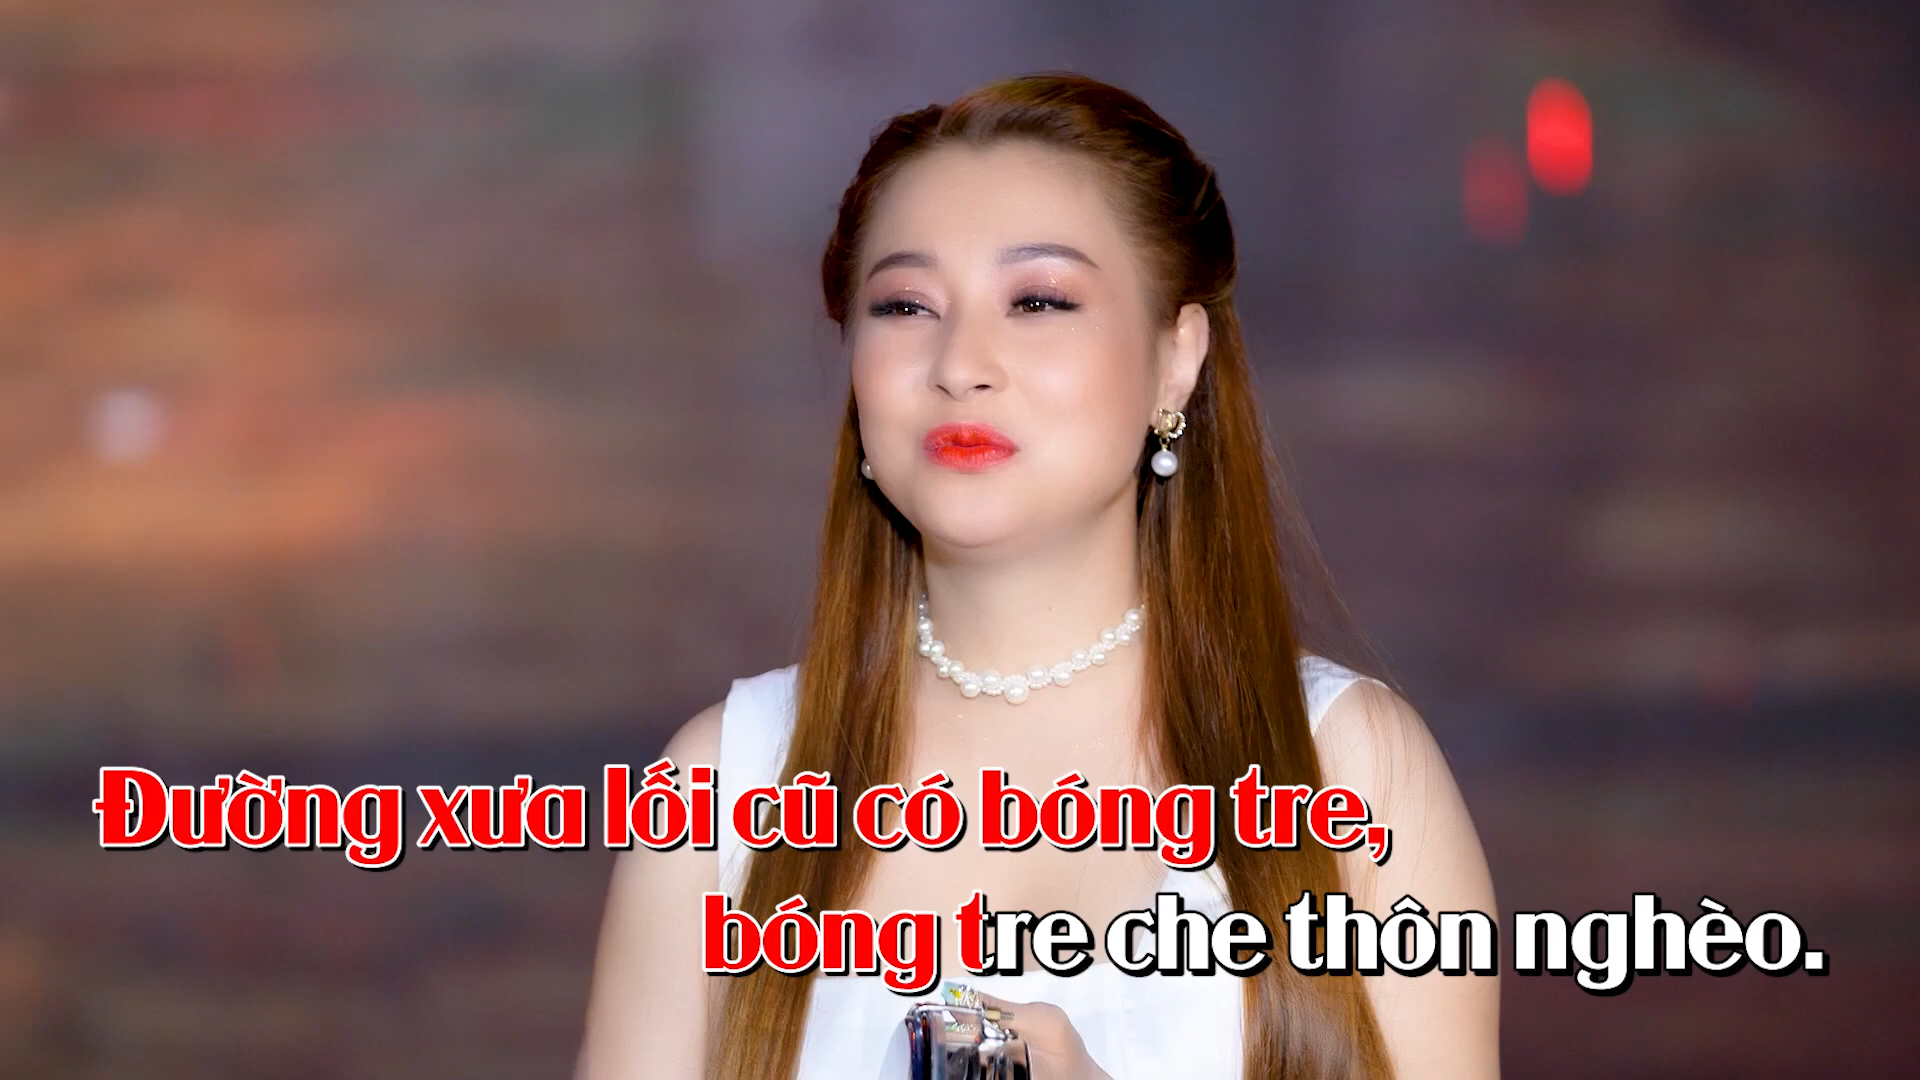 Đường xưa lối cũ có bóng tre,
bóng tre che thôn nghèo.